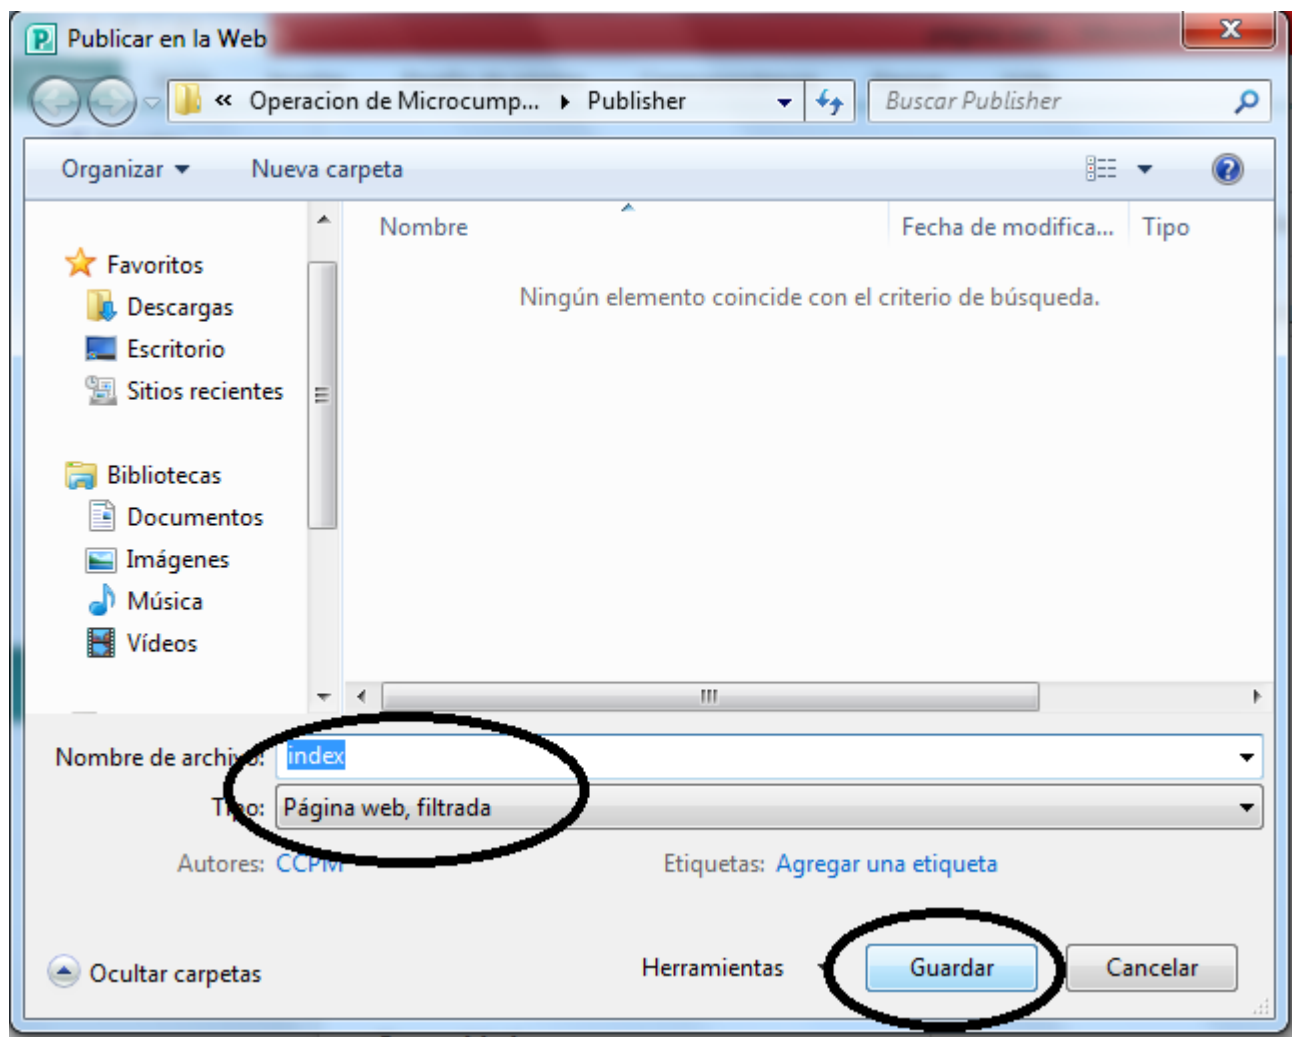 Publicar en la Web
« Operacion de Microcump... Publisher Buscar Publisher
Organizar Nueva carpeta
Nombre Fecha de modifica... Tipo
Ningún elemento coincide con el criterio de búsqueda.
Favoritos
Descargas
Escritorio
Sitios recientes
Bibliotecas
Documentos
Imágenes
Música
Vídeos
Nombre de archivo: index
Tipo: Página web, filtrada
Autores: CCPM Etiquetas: Agregar una etiqueta
Ocultar carpetas Herramientas Guardar Cancelar